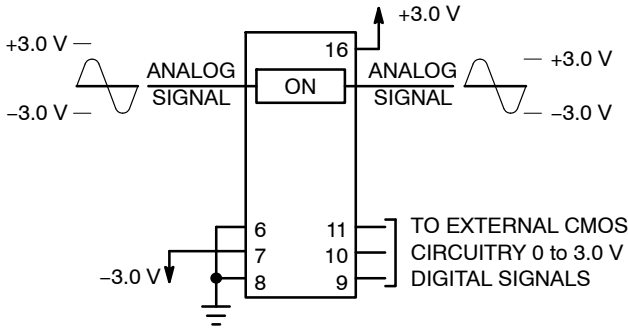 +3.0 V
16
+3.0 V
ANALOG
SIGNAL
−3.0 V
ON
ANALOG
SIGNAL
+3.0 V
−3.0 V
6
7
8
−3.0 V
11
10
9
TO EXTERNAL CMOS
CIRCUITRY 0 to 3.0 V
DIGITAL SIGNALS